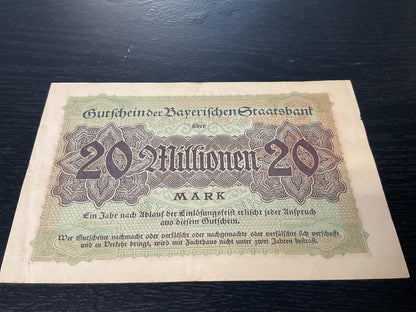 Gutschein der Bayerischen Staatsbank
über
20 Millionen 20
MARK
Ein Jahr nach Ablauf der Einlösungsfrist erlischt jeder Anspruch
aus diesem Gutschein.
Wer Gutscheine nachmacht oder verfälscht oder nachgemachte oder verfälschte sich verschafft
und in Verkehr bringt, wird mit Zuchthaus nicht unter zwei Jahren bestraft.